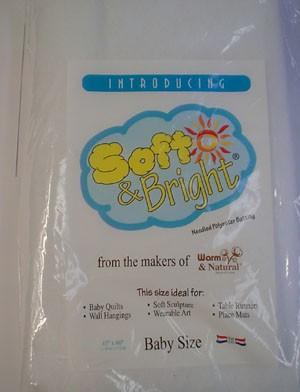 INTRODUCING
Soft
& Bright®
Needled Polyester Batting
from the makers of Warm
& Natural
This size ideal for:
• Baby Quilts • Soft Sculpture • Table Runners
• Wall Hangings • Wearable Art • Place Mats
Baby Size